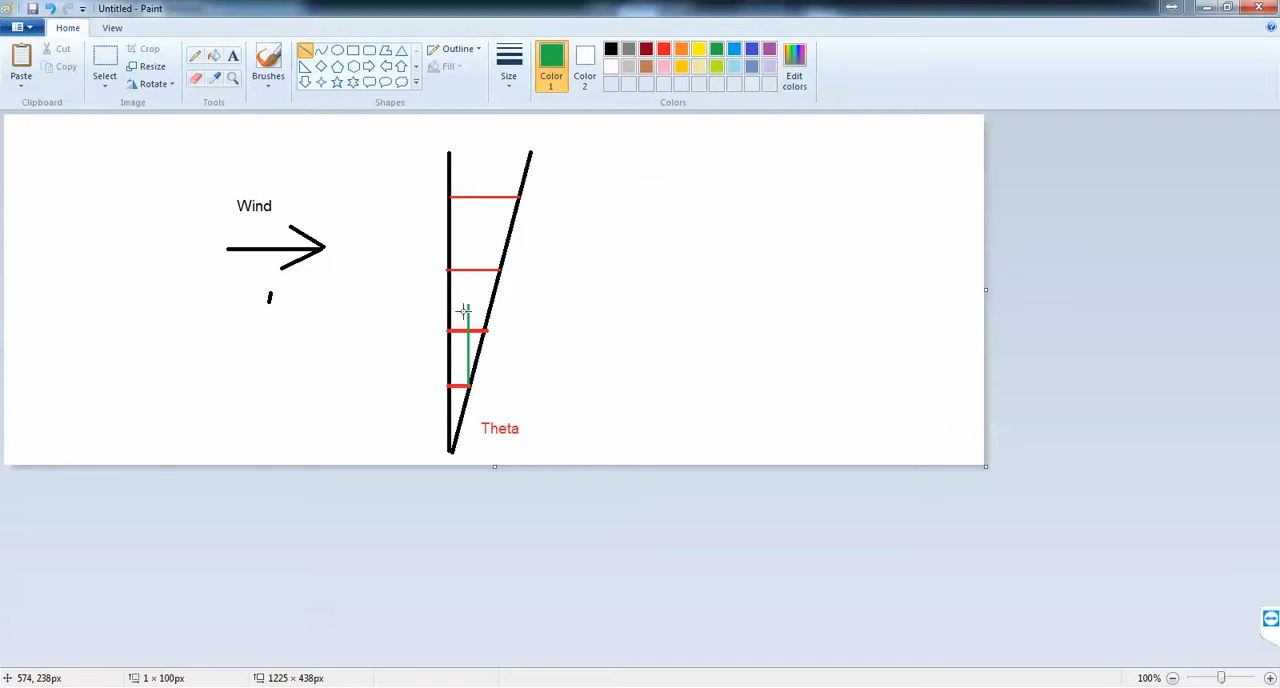 Untitled - Paint
Home
View
Paste
Cut
Copy
Clipboard
Select
Crop
Resize
Rotate
Image
A
Tools
Brushes
Outline
Fill
Shapes
Size
Color 1
Color 2
Edit colors
Colors
Wind
Theta
574, 238px
1 × 100px
1225 × 438px
100%